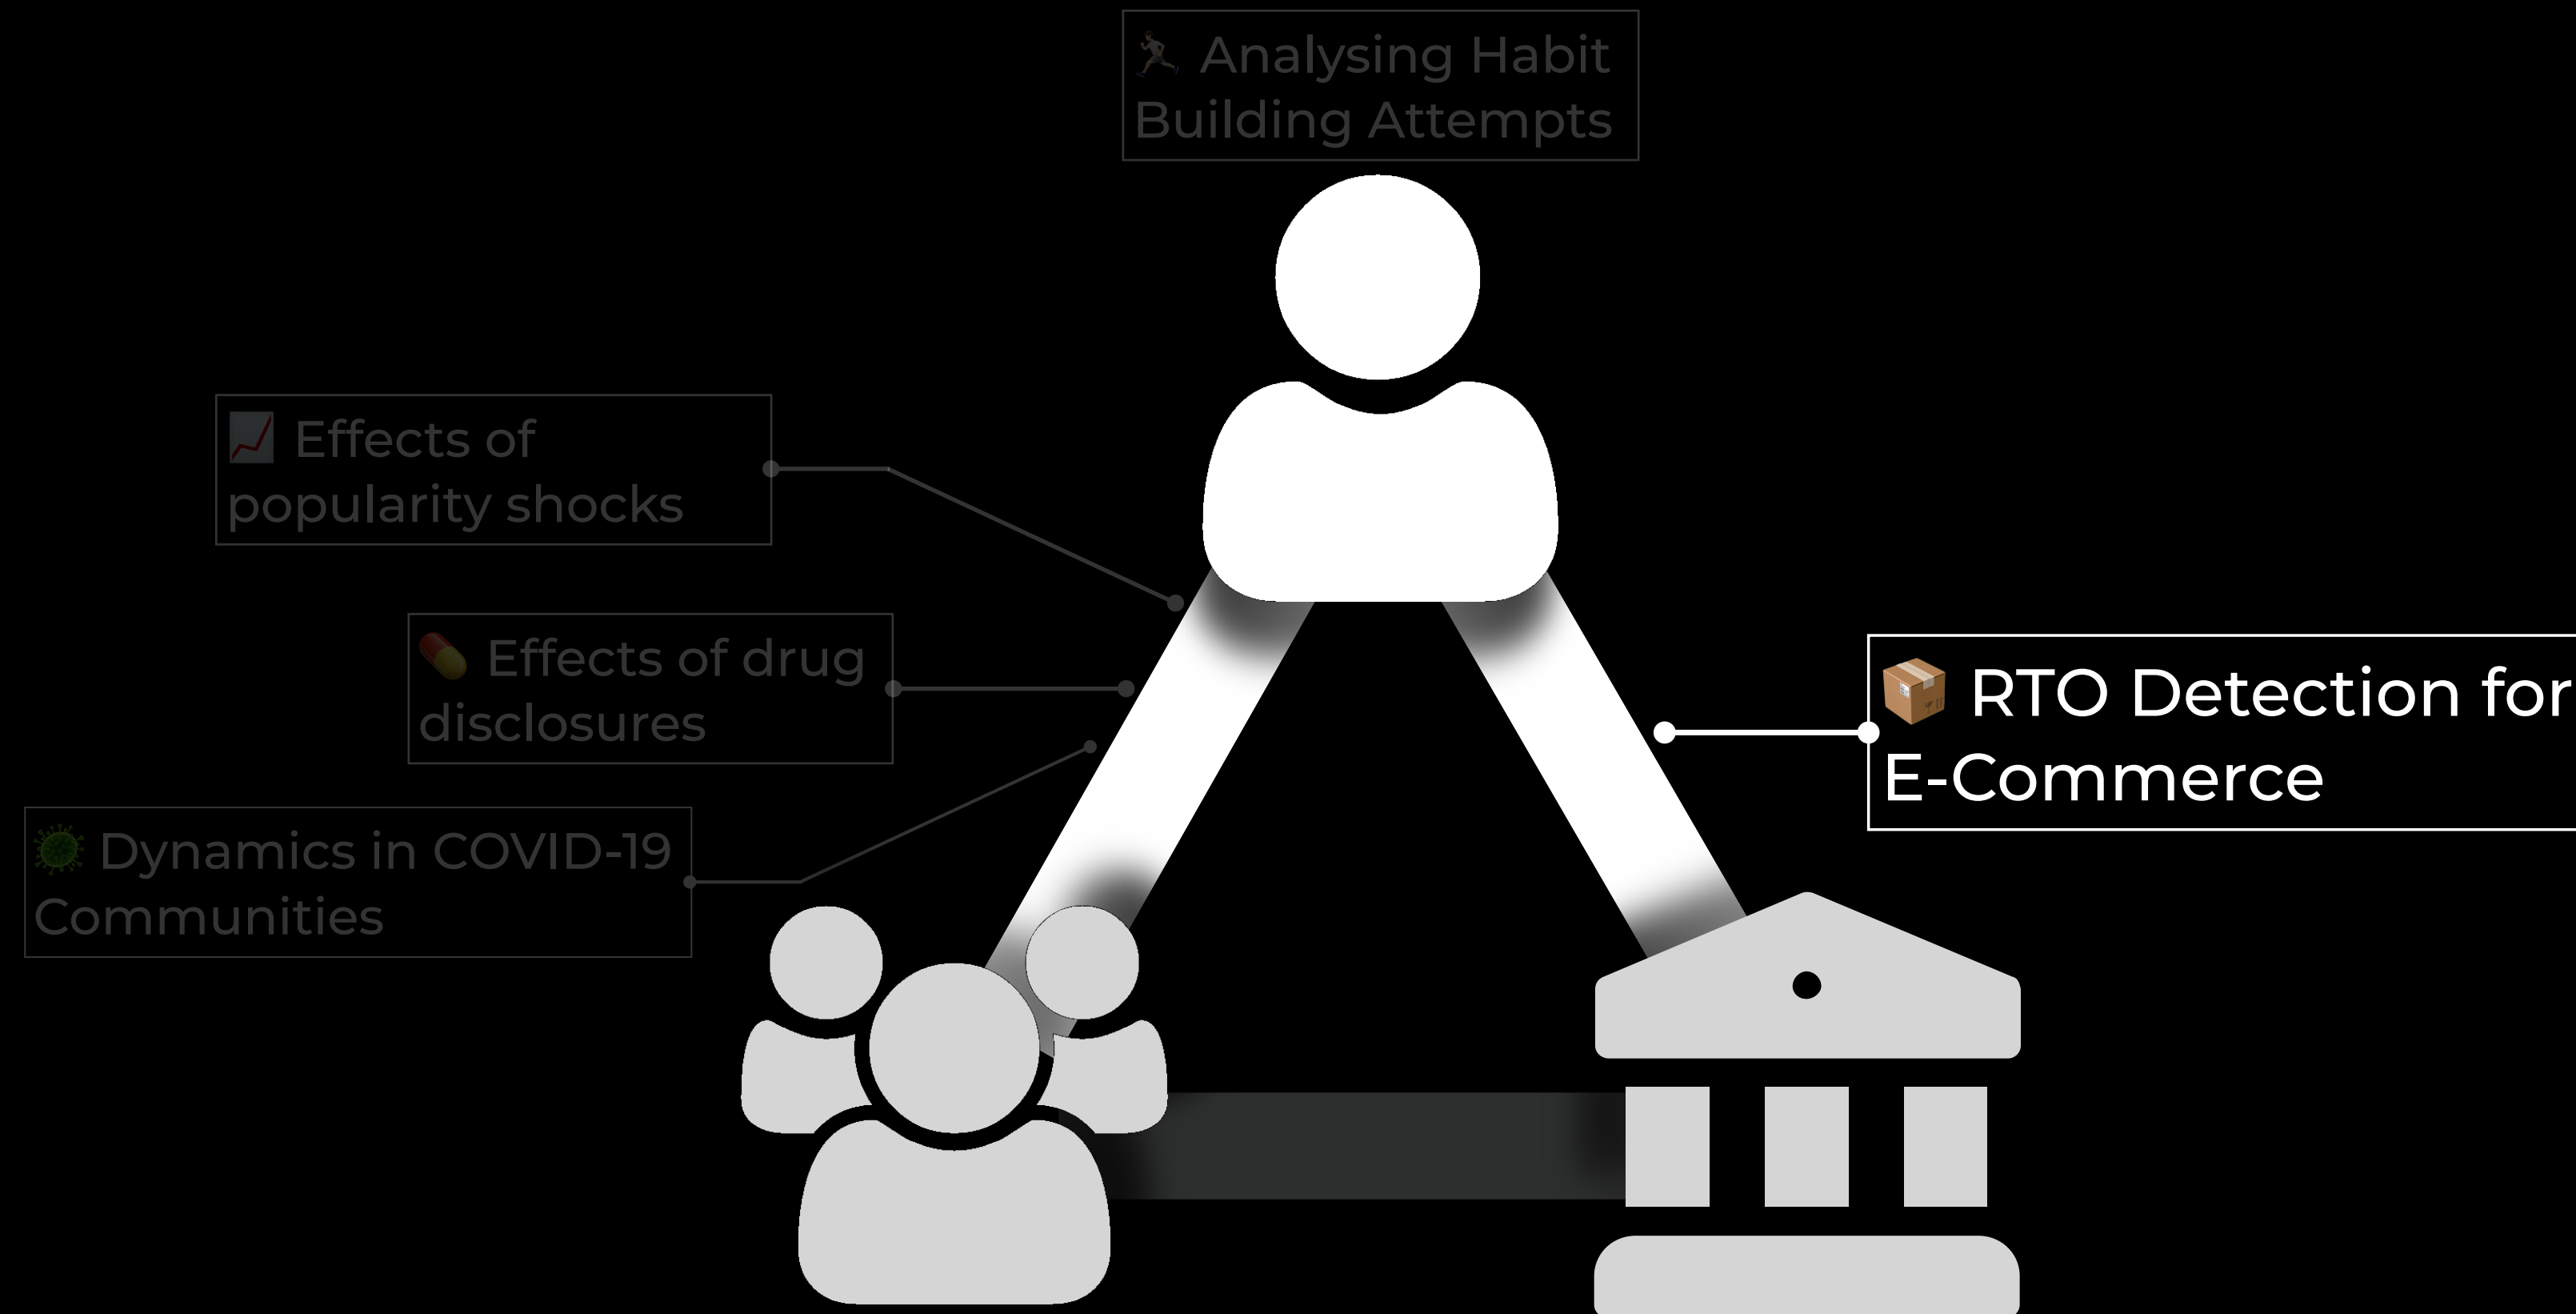 Analysing Habit
Building Attempts
Effects of
popularity shocks
Effects of drug
disclosures
RTO Detection for
E-Commerce
Dynamics in COVID-19
Communities